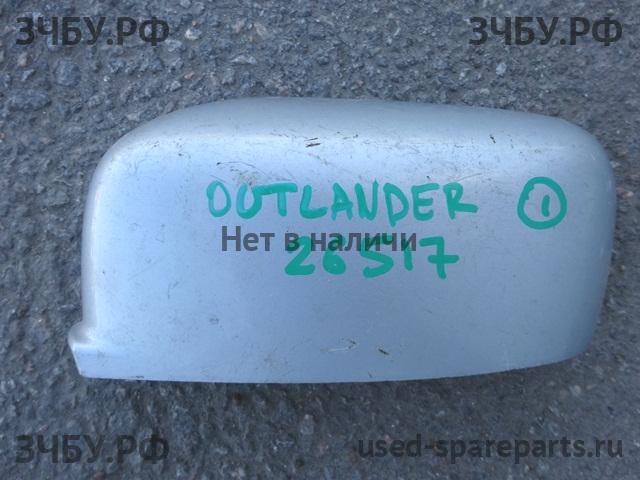 ЗЧБУ.РФ ЗЧБУ.РФ
OUTLANDER 1
Нет в наличи
26517
ЗЧБУ.РФ used-spareparts.ru